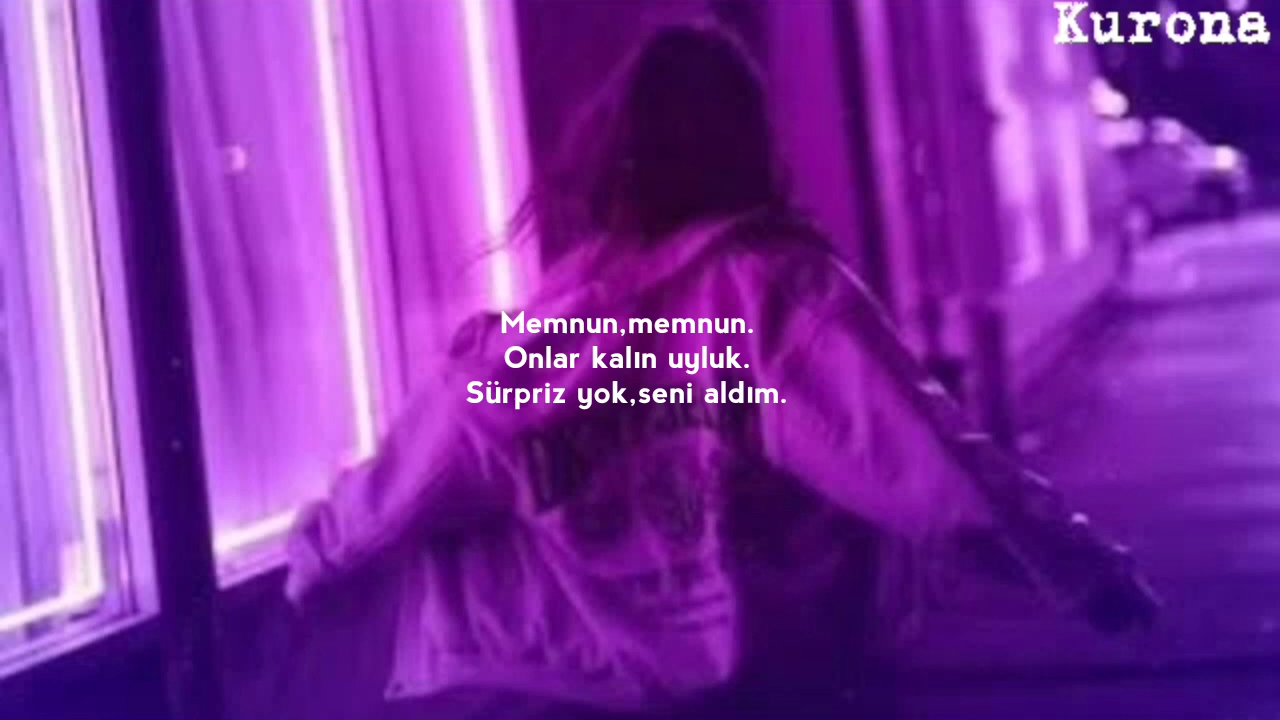 Kurona
Memnun,memnun.
Onlar kalın uyluk.
Sürpriz yok,seni aldım.